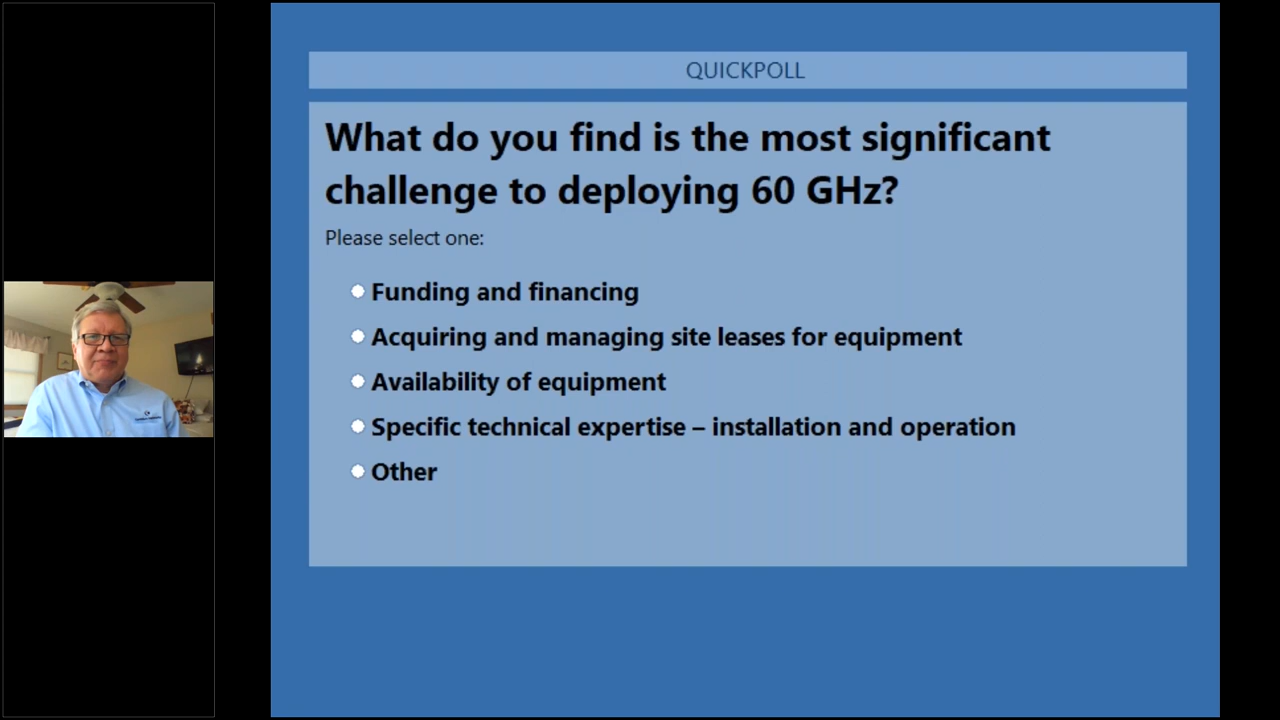 QUICKPOLL
What do you find is the most significant
challenge to deploying 60 GHz?
Please select one:
Funding and financing
Acquiring and managing site leases for equipment
Availability of equipment
Specific technical expertise – installation and operation
Other